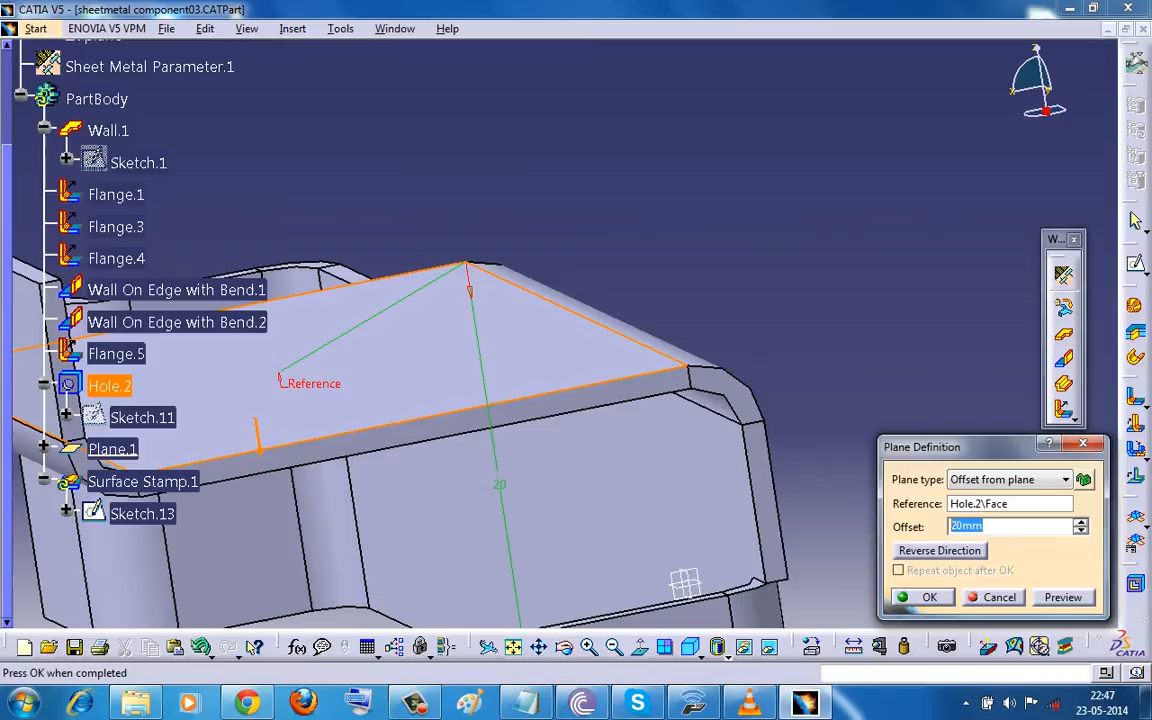 CATIA V5 - [sheetmetal component03.CATPart]
Start ENOVIA V5 VPM File Edit View Insert Tools Window Help
Sheet Metal Parameter.1
PartBody
Wall.1
Sketch.1
Flange.1
Flange.3
Flange.4
Wall On Edge with Bend.1
Wall On Edge with Bend.2
Flange.5
Hole.2
Sketch.11
Plane.1
Surface Stamp.1
Sketch.13
Reference
20
W...
Plane Definition
Plane type: Offset from plane
Reference: Hole.2\Face
Offset: 20mm
Reverse Direction
Repeat object after OK
OK Cancel Preview
Press OK when completed
22:47
23-05-2014